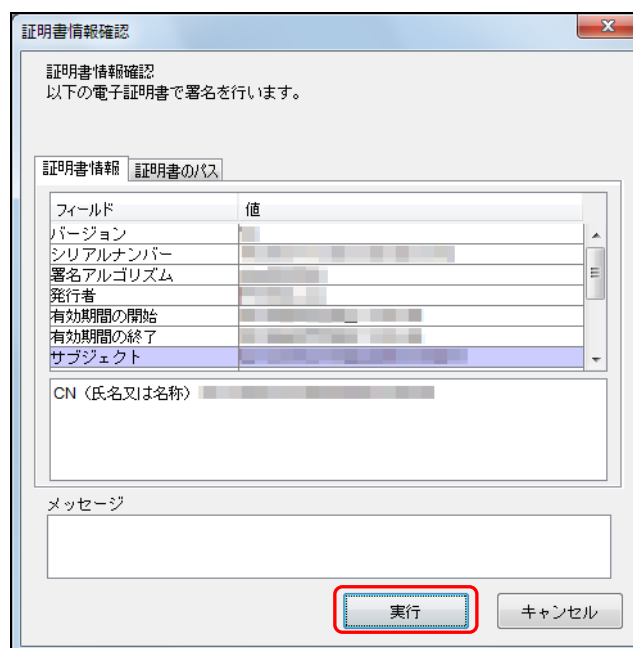 証明書情報確認
証明書情報確認
以下の電子証明書で署名を行います。
証明書情報 証明書のパス
フィールド 値
バージョン
シリアルナンバー
署名アルゴリズム
発行者
有効期間の開始
有効期間の終了
サブジェクト
CN（氏名又は名称）
メッセージ
実行 キャンセル